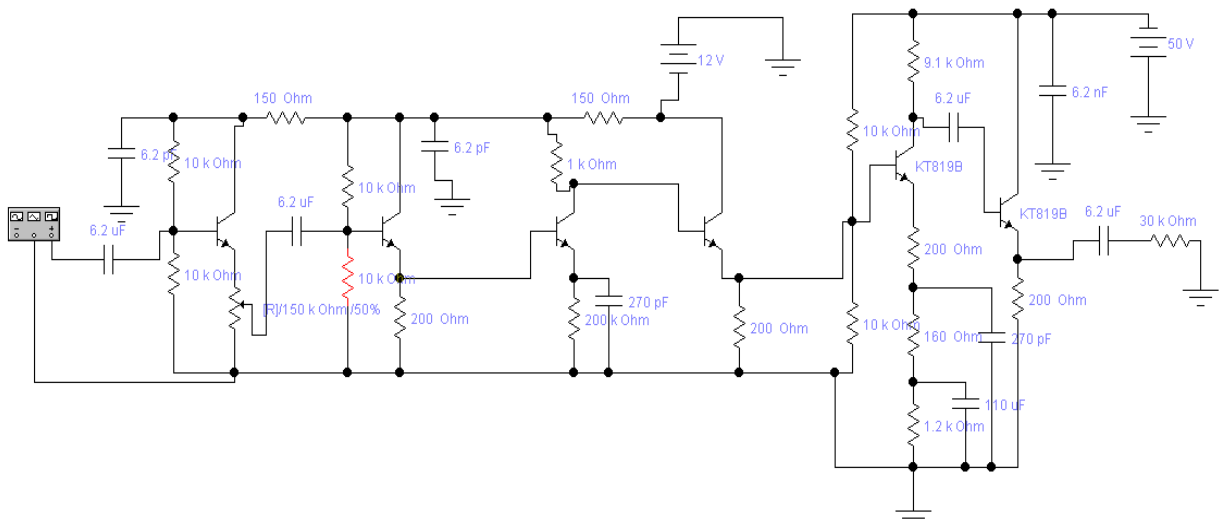 50 V
12 V
9.1 k Ohm
150 Ohm
150 Ohm
6.2 uF
6.2 nF
10 k Ohm
6.2 pF
6.2 pF
10 k Ohm
1 k Ohm
KT819B
10 k Ohm
6.2 uF
KT819B
6.2 uF
30 k Ohm
6.2 uF
200 Ohm
10 k Ohm
10 k Ohm
[R]/150 k Ohm /50%
270 pF
200 Ohm
10 k Ohm
200 Ohm
200 k Ohm
200 Ohm
160 Ohm
270 pF
110 uF
1.2 k Ohm